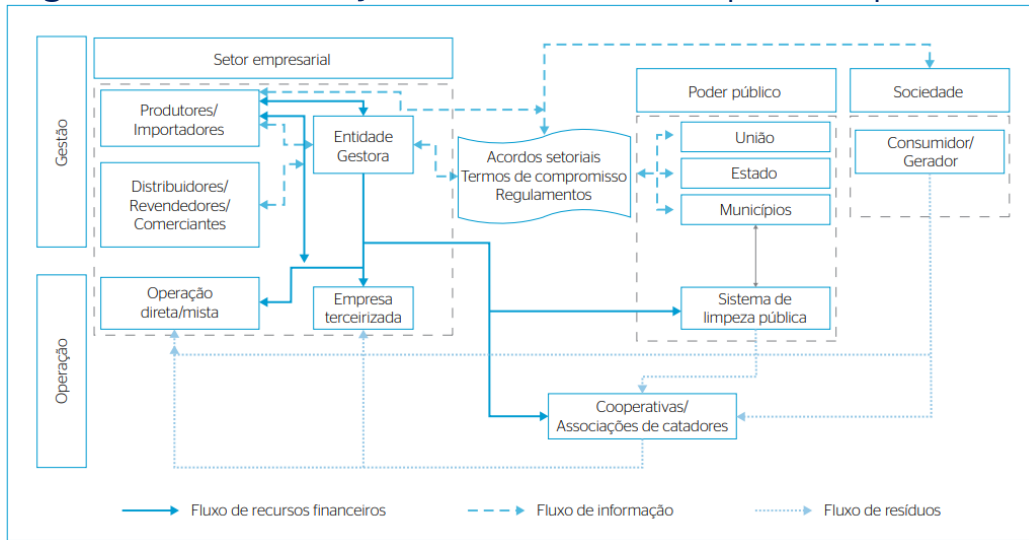 Setor empresarial
Gestão
Produtores/
Importadores
Entidade
Gestora
Distribuidores/
Revendedores/
Comerciantes
Acordos setoriais
Termos de compromisso
Regulamentos
Poder público
União
Estado
Municípios
Sociedade
Consumidor/
Gerador
Operação
Operação
direta/mista
Empresa
terceirizada
Sistema de
limpeza pública
Cooperativas/
Associações de catadores
Fluxo de recursos financeiros
Fluxo de informação
Fluxo de resíduos